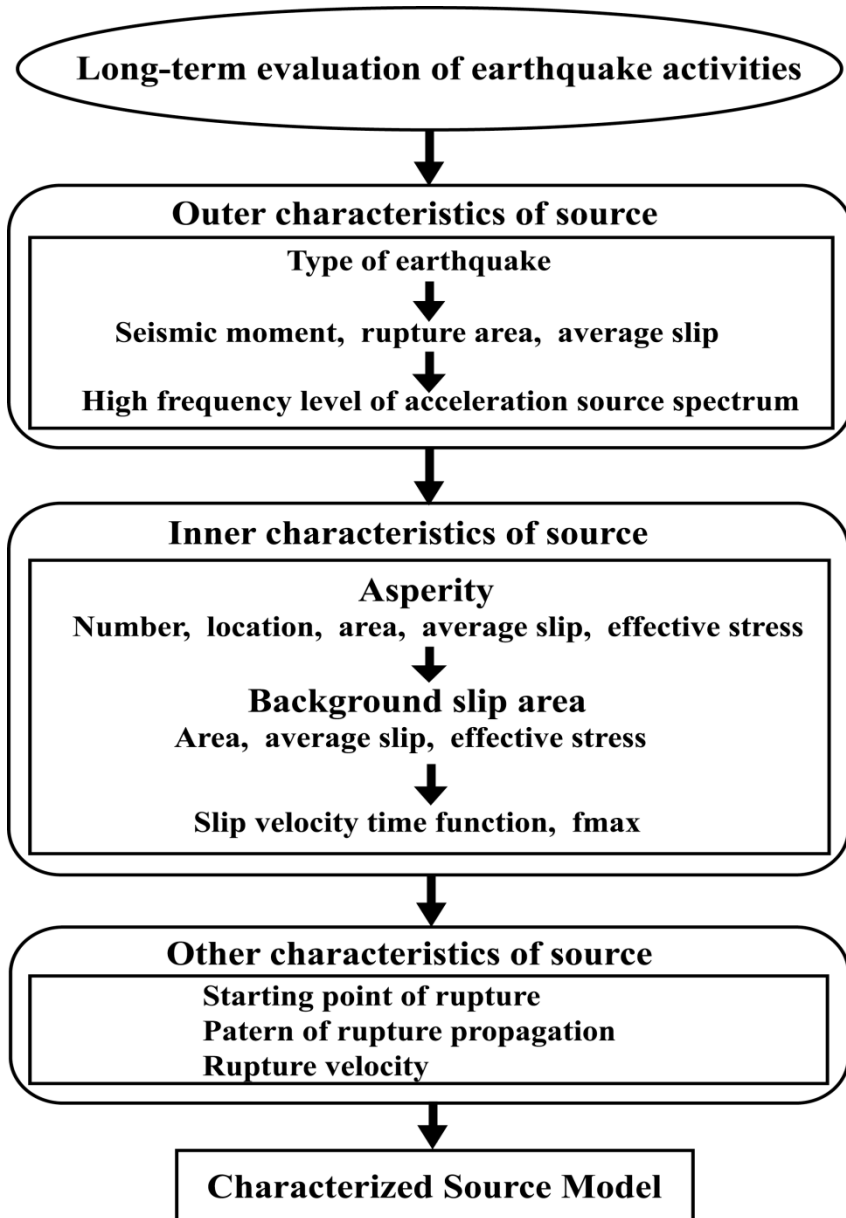 Long-term evaluation of earthquake activities
Outer characteristics of source
Type of earthquake
Seismic moment, rupture area, average slip
High frequency level of acceleration source spectrum
Inner characteristics of source
Asperity
Number, location, area, average slip, effective stress
Background slip area
Area, average slip, effective stress
Slip velocity time function, fmax
Other characteristics of source
Starting point of rupture
Patern of rupture propagation
Rupture velocity
Characterized Source Model